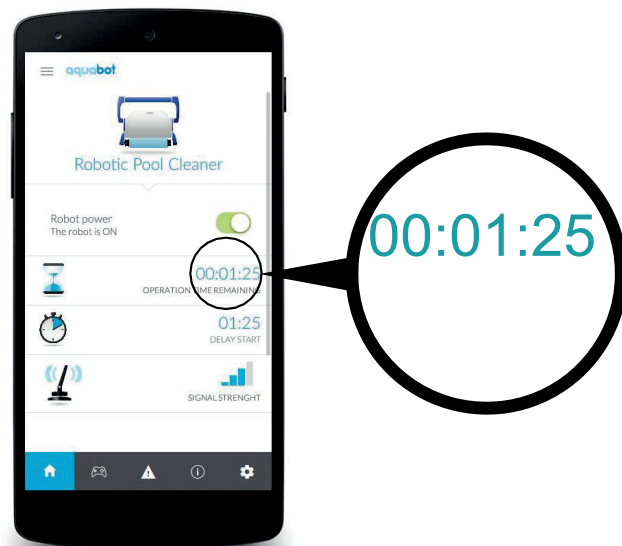 aquabot
Robotic Pool Cleaner
Robot power
The robot is ON
00:01:25
OPERATION TIME REMAINING
01:25
DELAY START
SIGNAL STRENGHT
00:01:25